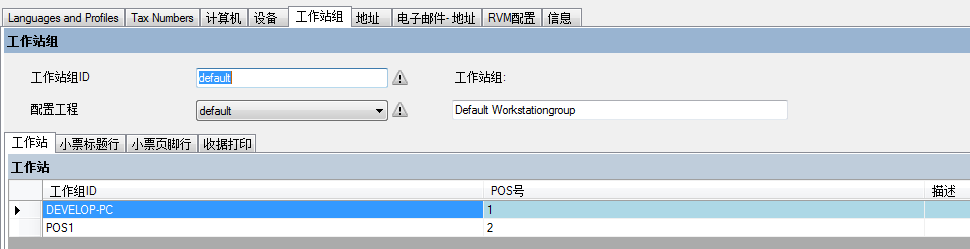 Languages and Profiles Tax Numbers 计算机 设备 工作站组 地址 电子邮件-地址 RVM配置 信息
工作站组
工作站组ID default 工作站组:
配置工程 default Default Workstationgroup
工作站 小票标题行 小票页脚行 收据打印
工作站
工作组ID POS号 描述
DEVELOP-PC 1
POS1 2